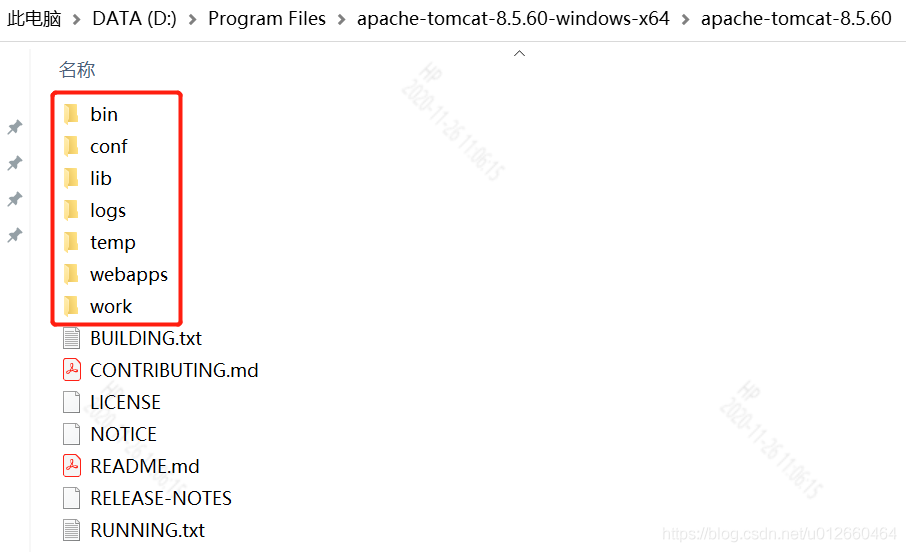 此电脑 > DATA (D:) > Program Files > apache-tomcat-8.5.60-windows-x64 > apache-tomcat-8.5.60
名称
bin
conf
lib
logs
temp
webapps
work
BUILDING.txt
CONTRIBUTING.md
LICENSE
NOTICE
README.md
RELEASE-NOTES
RUNNING.txt
HP
2020-11-26 11:06:15
HP
HP
2020-11-26 11:06:15
https://blog.csdn.net/u012660464